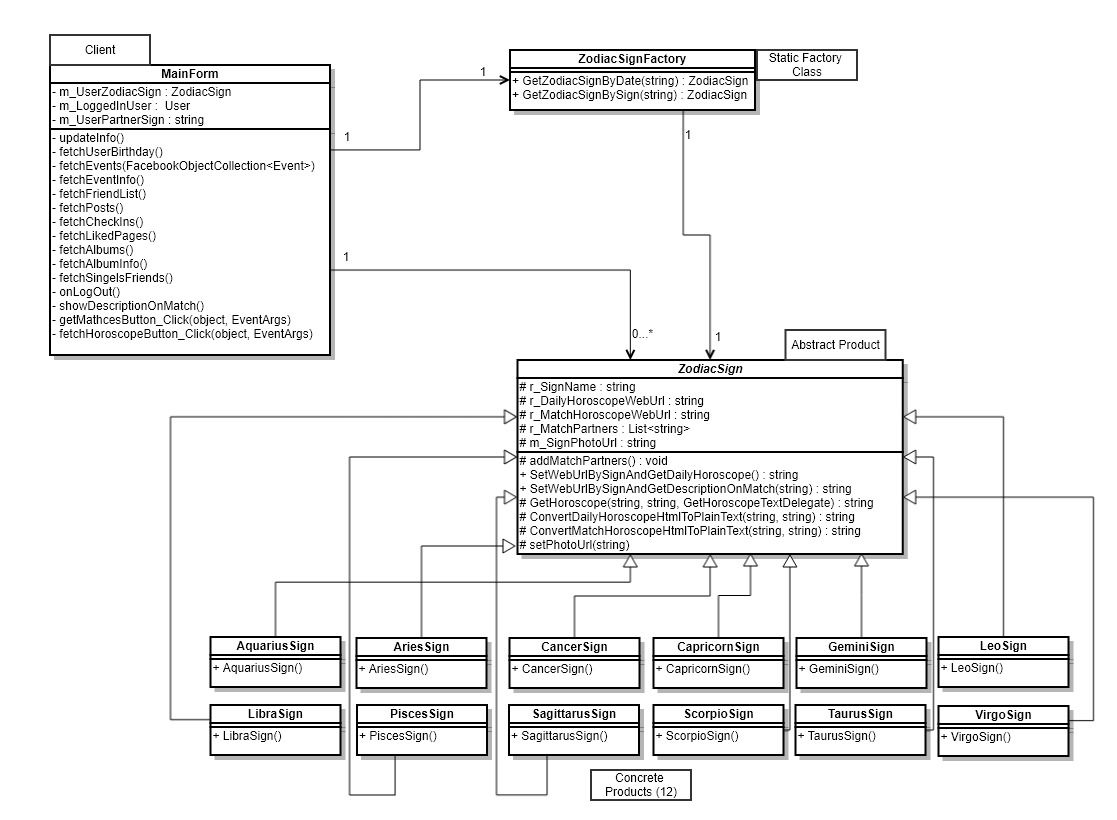 Client
MainForm
- m_UserZodiacSign : ZodiacSign
- m_LoggedInUser :  User
- m_UserPartnerSign : string
- updateInfo()
- fetchUserBirthday()
- fetchEvents(FacebookObjectCollection<Event>)
- fetchEventInfo()
- fetchFriendList()
- fetchPosts()
- fetchCheckIns()
- fetchLikedPages()
- fetchAlbums()
- fetchAlbumInfo()
- fetchSingelsFriends()
- onLogOut()
- showDescriptionOnMatch()
- getMathcesButton_Click(object, EventArgs)
- fetchHoroscopeButton_Click(object, EventArgs)
1
1
1
0...*
ZodiacSignFactory
+ GetZodiacSignByDate(string) : ZodiacSign
+ GetZodiacSignBySign(string) : ZodiacSign
Static Factory
Class
1
1
Abstract Product
ZodiacSign
# r_SignName : string
# r_DailyHoroscopeWebUrl : string
# r_MatchHoroscopeWebUrl : string
# r_MatchPartners : List<string>
# m_SignPhotoUrl : string
# addMatchPartners() : void
+ SetWebUrlBySignAndGetDailyHoroscope() : string
+ SetWebUrlBySignAndGetDescriptionOnMatch(string) : string
# GetHoroscope(string, string, GetHoroscopeTextDelegate) : string
# ConvertDailyHoroscopeHtmlToPlainText(string, string) : string
# ConvertMatchHoroscopeHtmlToPlainText(string, string) : string
# setPhotoUrl(string)
AquariusSign
+ AquariusSign()
AriesSign
+ AriesSign()
CancerSign
+ CancerSign()
CapricornSign
+ CapricornSign()
GeminiSign
+ GeminiSign()
LeoSign
+ LeoSign()
LibraSign
+ LibraSign()
PiscesSign
+ PiscesSign()
SagittarusSign
+ SagittarusSign()
ScorpioSign
+ ScorpioSign()
TaurusSign
+ TaurusSign()
VirgoSign
+ VirgoSign()
Concrete
Products (12)